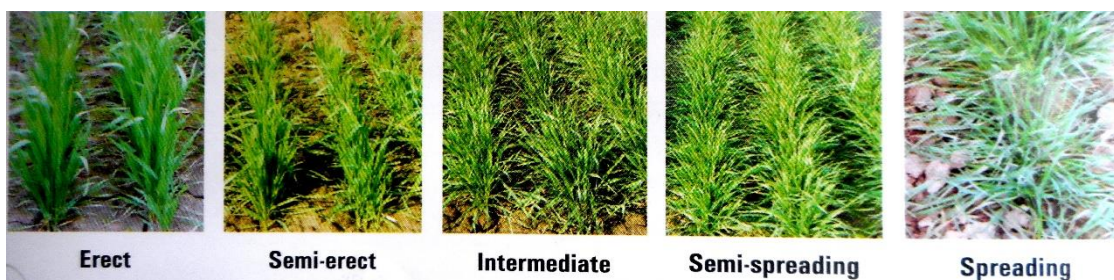 Erect
Semi-erect
Intermediate
Semi-spreading
Spreading